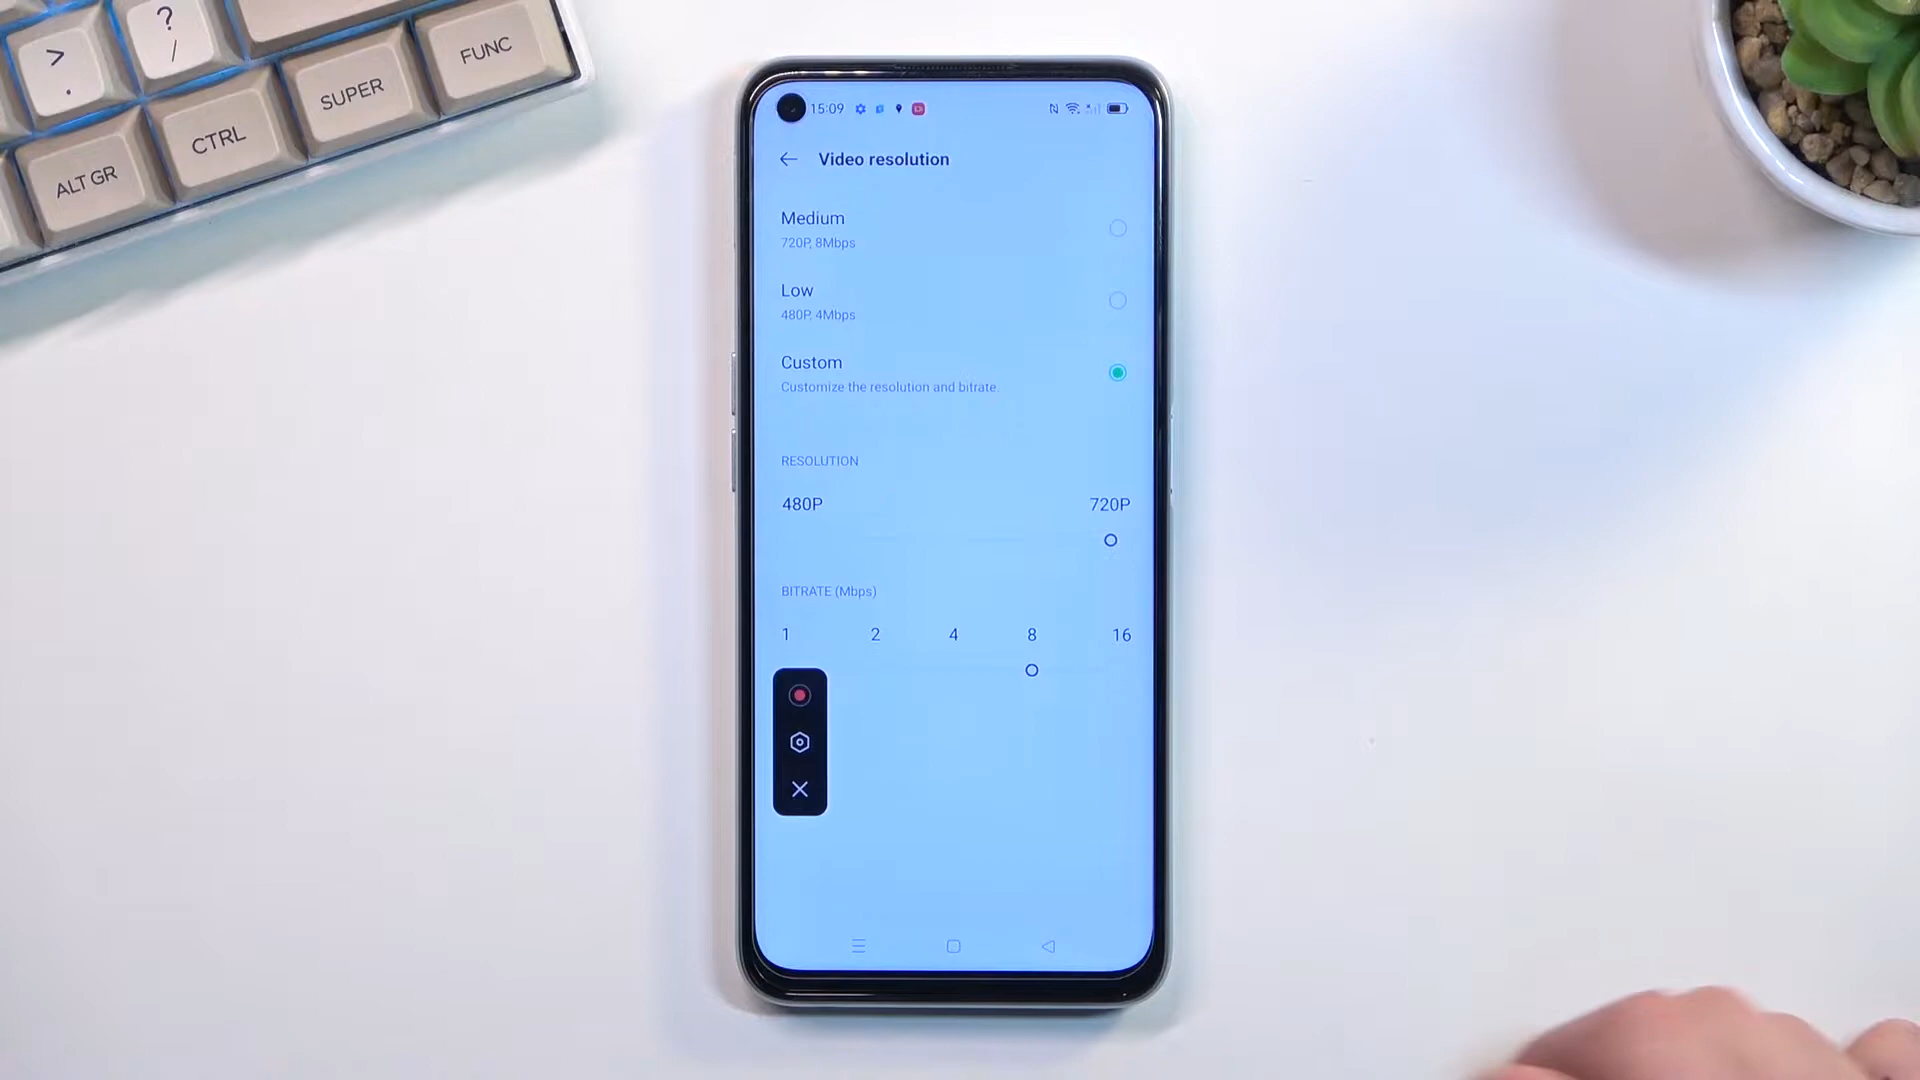 ?
/
>
.
FUNC
SUPER
CTRL
ALT GR
15:09
Video resolution
Medium
720P, 8Mbps
Low
480P, 4Mbps
Custom
Customize the resolution and bitrate.
RESOLUTION
480P 720P
BITRATE (Mbps)
1 2 4 8 16